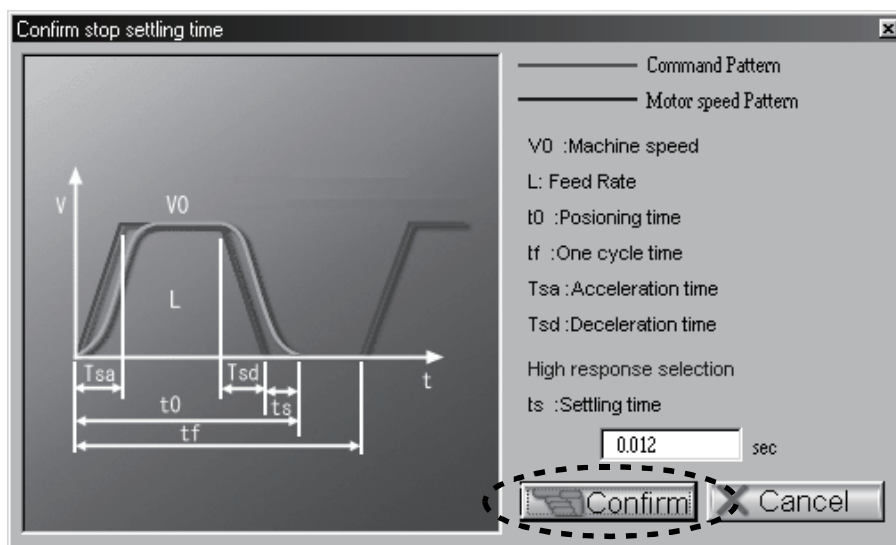 Confirm stop settling time
Command Pattern
Motor speed Pattern
V0 :Machine speed
L: Feed Rate
t0 :Posioning time
tf :One cycle time
Tsa :Acceleration time
Tsd :Deceleration time
High response selection
ts :Settling time
0.012 sec
Confirm
Cancel
V
V0
L
Tsa
Tsd
t
t0
ts
tf